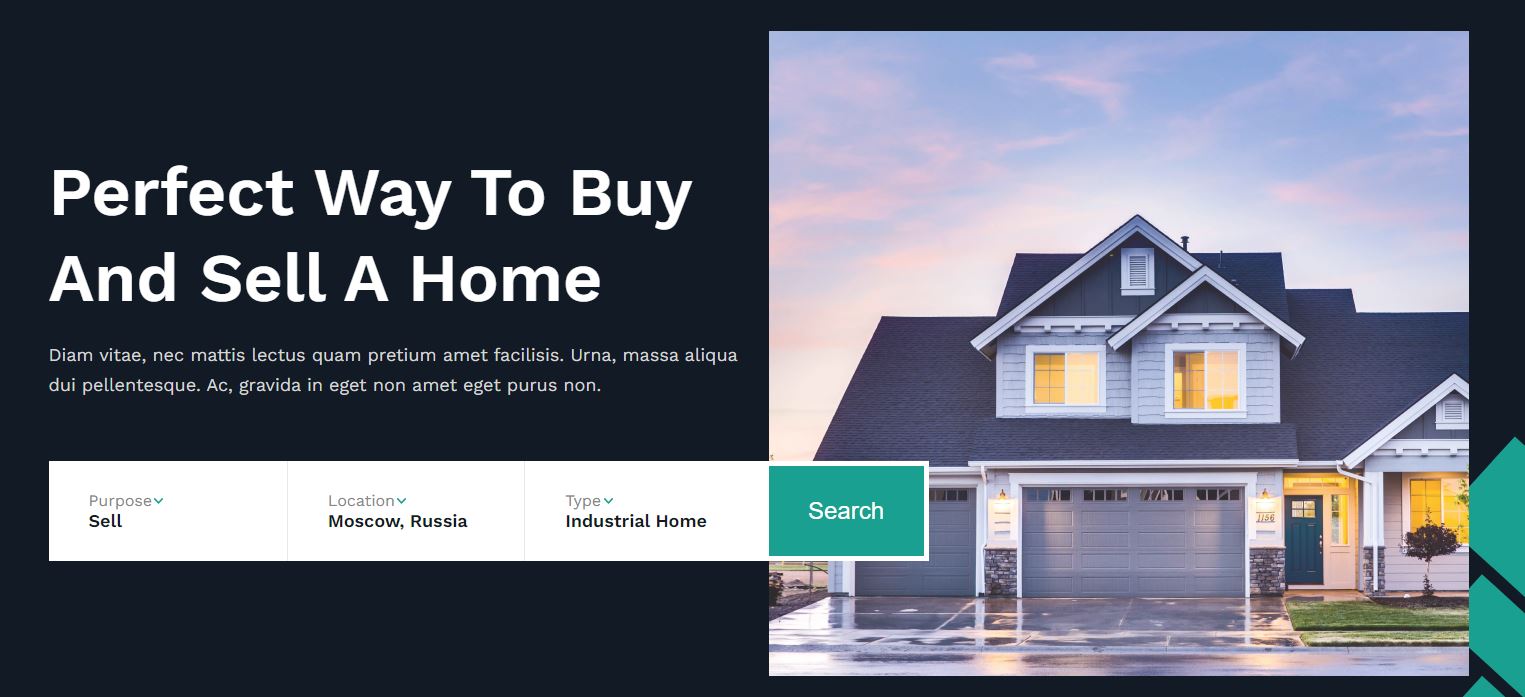 Perfect Way To Buy
And Sell A Home
Diam vitae, nec mattis lectus quam pretium amet facilisis. Urna, massa aliqua
dui pellentesque. Ac, gravida in eget non amet eget purus non.
Purpose
Sell
Location
Moscow, Russia
Type
Industrial Home
Search
1156